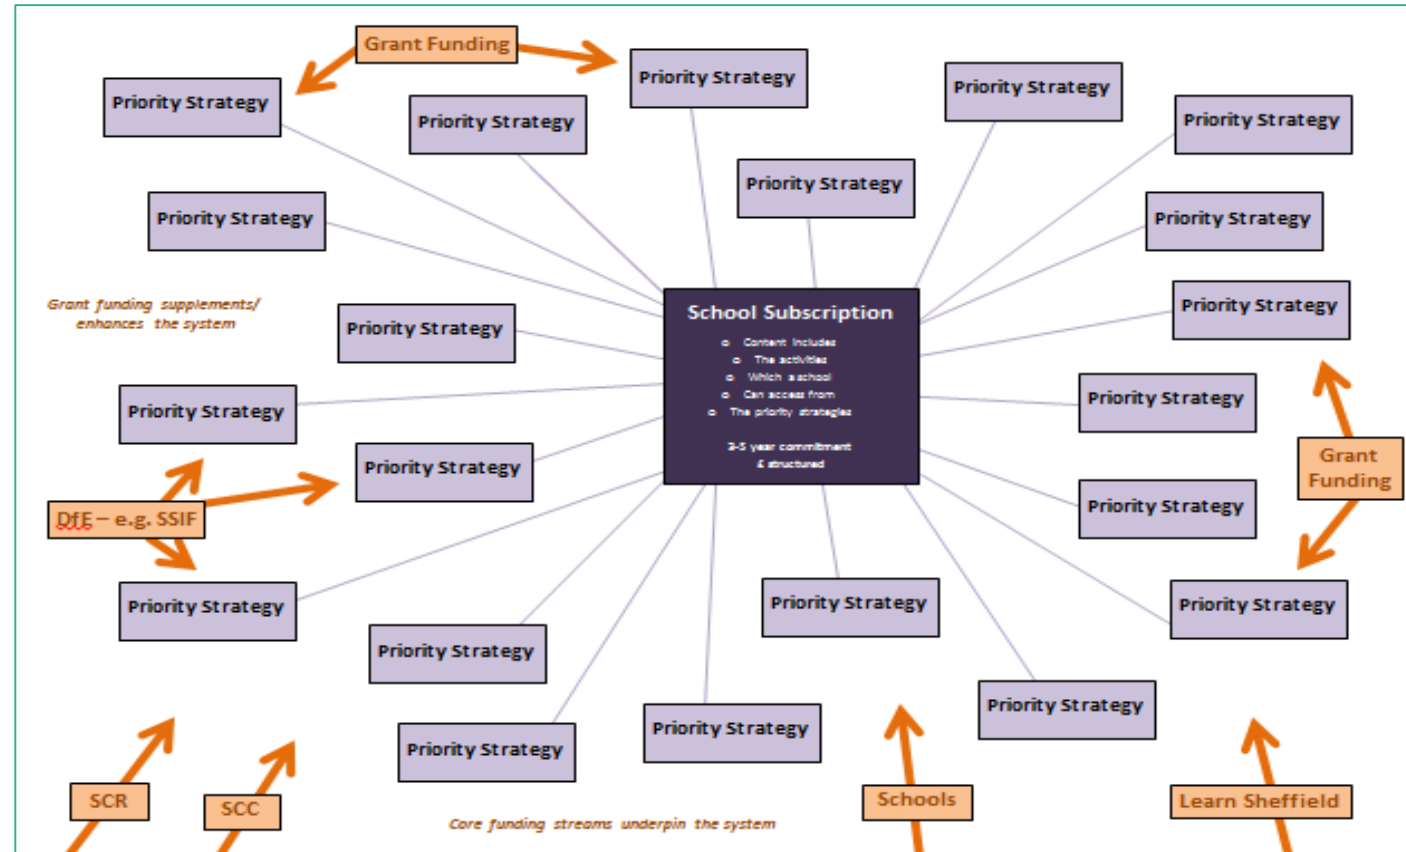 Grant Funding
Priority Strategy
Priority Strategy
Priority Strategy
Priority Strategy
Priority Strategy
Priority Strategy
Priority Strategy
Priority Strategy
Grant funding supplements/
enhances the system
Priority Strategy
Priority Strategy
School Subscription
o Content includes
o The activities
o Which a school
o Can access from
o The priority strategies
3-5 year commitment
& structured
Priority Strategy
Priority Strategy
Priority Strategy
Grant
Funding
Priority Strategy
DfE – e.g. SSIF
Priority Strategy
Priority Strategy
Priority Strategy
Priority Strategy
Priority Strategy
Priority Strategy
Priority Strategy
Priority Strategy
SCR
SCC
Schools
Learn Sheffield
Core funding streams underpin the system